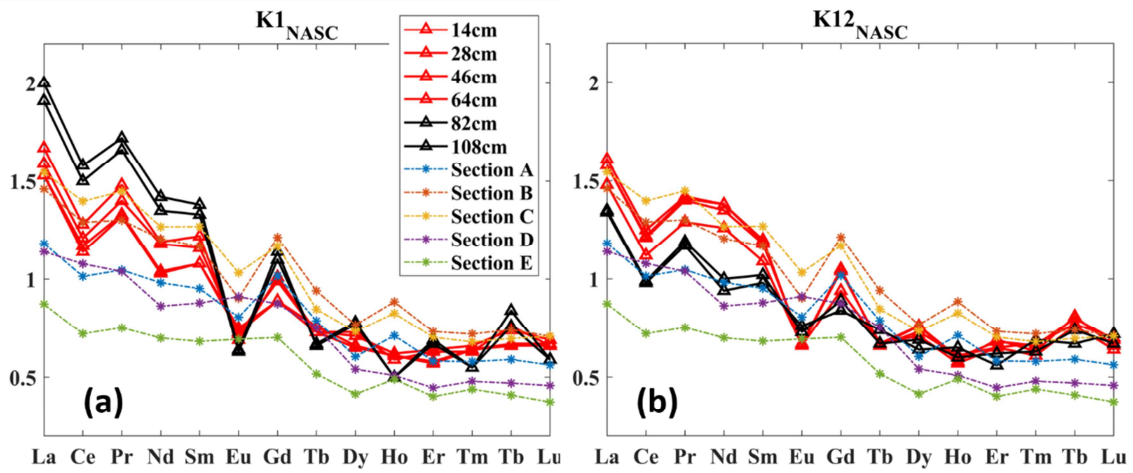 K1NASC
2
1.5
1
0.5
14cm
28cm
46cm
64cm
82cm
108cm
Section A
Section B
Section C
Section D
Section E
(a)
La Ce Pr Nd Sm Eu Gd Tb Dy Ho Er Tm Tb Lu
K12NASC
2
1.5
1
0.5
(b)
La Ce Pr Nd Sm Eu Gd Tb Dy Ho Er Tm Tb Lu